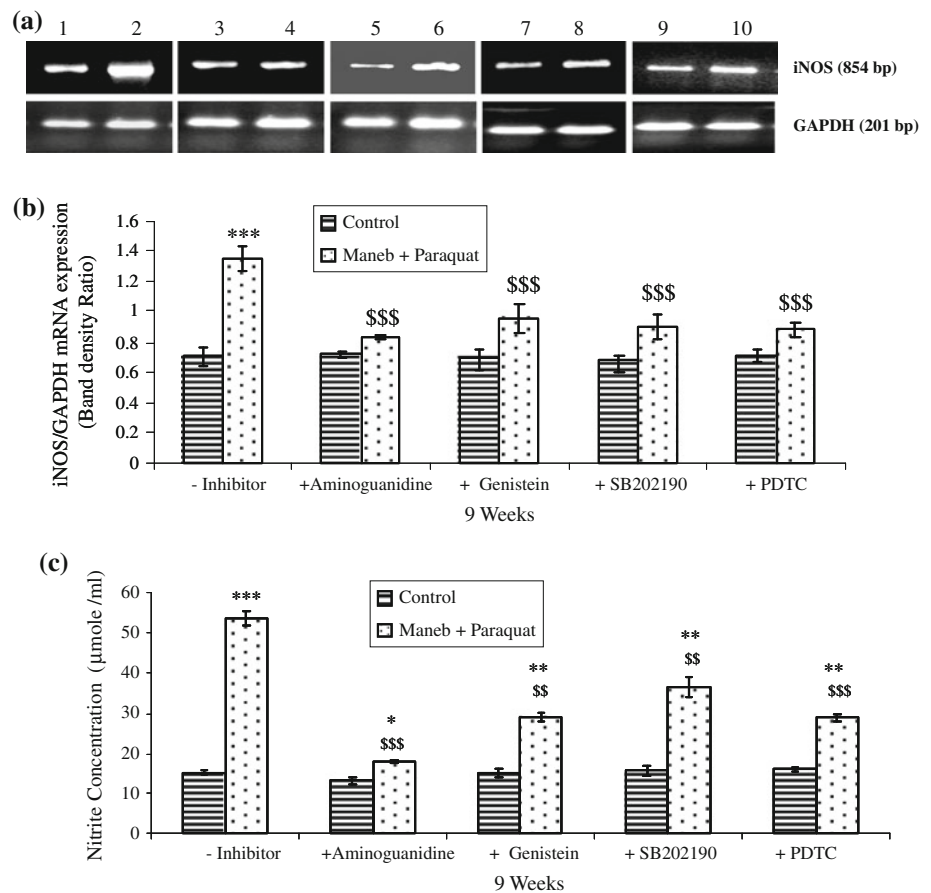 (a)
1 2 3 4 5 6 7 8 9 10
iNOS (854 bp)
GAPDH (201 bp)
(b)
iNOS/GAPDH mRNA expression
(Band density Ratio)
1.6
1.4
1.2
1
0.8
0.6
0.4
0.2
0
Control
Maneb + Paraquat
***
$$$
$$$
$$$
$$$
- Inhibitor +Aminoguanidine + Genistein + SB202190 + PDTC
9 Weeks
(c)
Nitrite Concentration (µmole /ml)
60
50
40
30
20
10
0
Control
Maneb + Paraquat
***
*
$$$
**
$$
**
$$
**
$$$
- Inhibitor +Aminoguanidine + Genistein + SB202190 + PDTC
9 Weeks